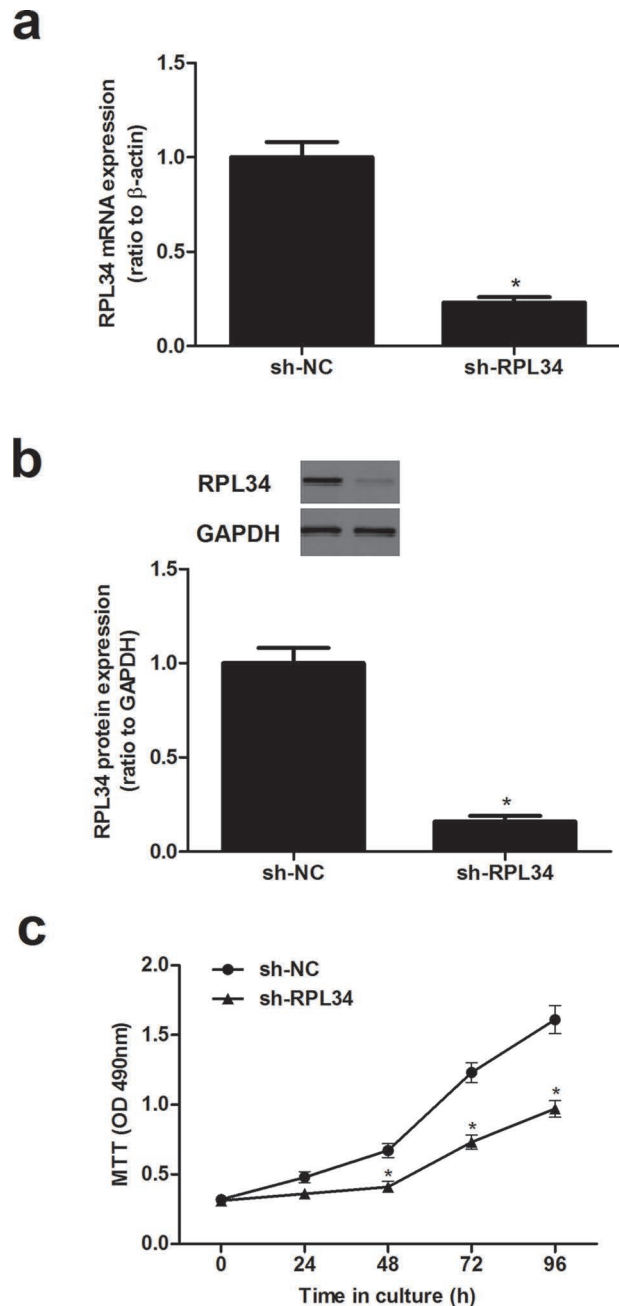 a
RPL34 mRNA expression
(ratio to β-actin)
1.5
1.0
0.5
0.0
*
sh-NC sh-RPL34
b
RPL34
GAPDH
RPL34 protein expression
(ratio to GAPDH)
1.5
1.0
0.5
0.0
*
sh-NC sh-RPL34
c
MTT (OD 490nm)
2.0
1.5
1.0
0.5
0.0
sh-NC
sh-RPL34
* * *
0 24 48 72 96
Time in culture (h)